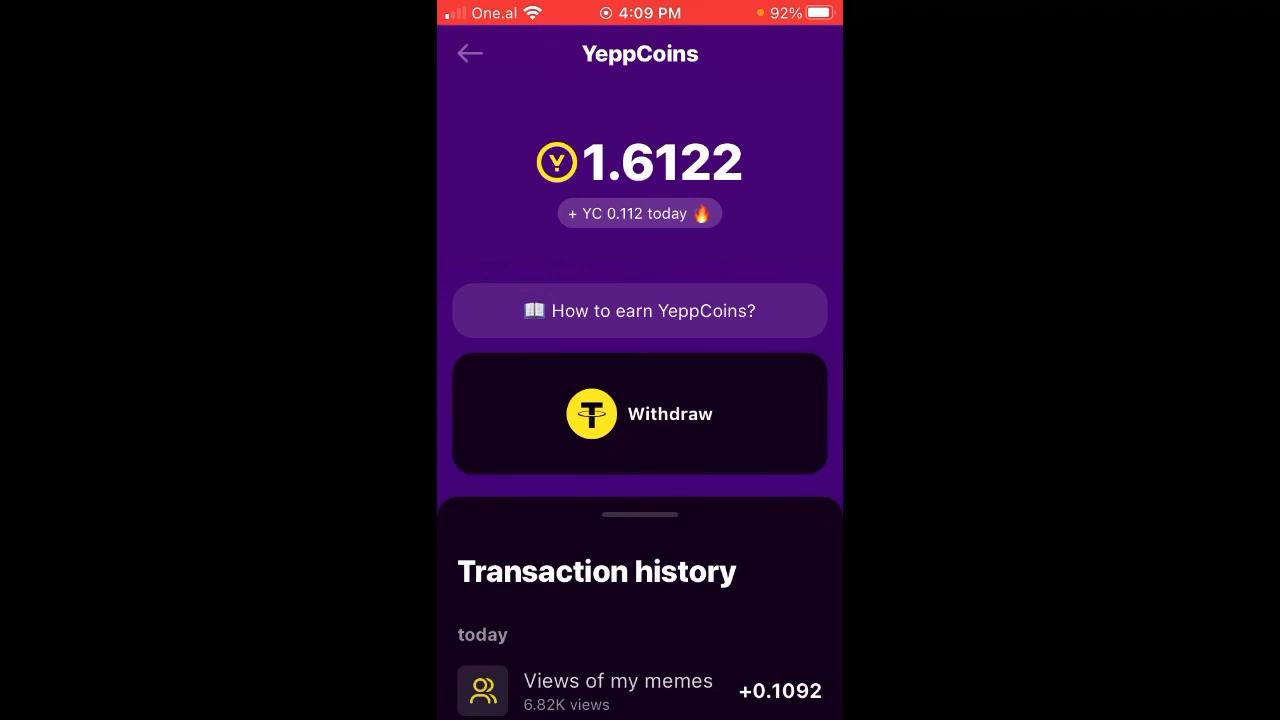 One.al 4:09 PM 92%
YeppCoins
1.6122
+ YC 0.112 today 🔥
📖 How to earn YeppCoins?
Withdraw
Transaction history
today
Views of my memes +0.1092
6.82K views